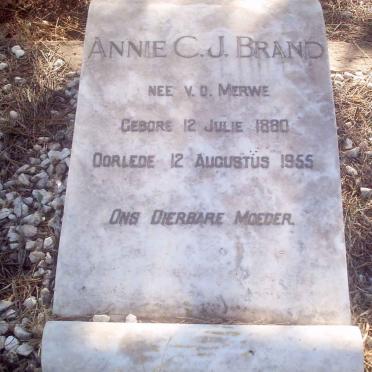 ANNIE C.J. BRAND
NEE V.D. MERWE
GEBORE 12 JULIE 1880
OORLEDE 12 AUGUSTUS 1955
ONS DIERBARE MOEDER.